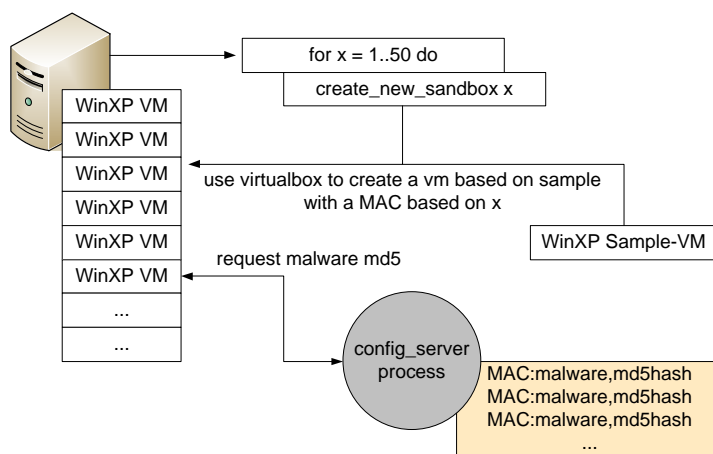 for x = 1..50 do
create_new_sandbox x
WinXP VM
WinXP VM
WinXP VM
WinXP VM
WinXP VM
WinXP VM
...
...
use virtualbox to create a vm based on sample
with a MAC based on x
WinXP Sample-VM
request malware md5
config_server
process
MAC:malware,md5hash
MAC:malware,md5hash
MAC:malware,md5hash
...